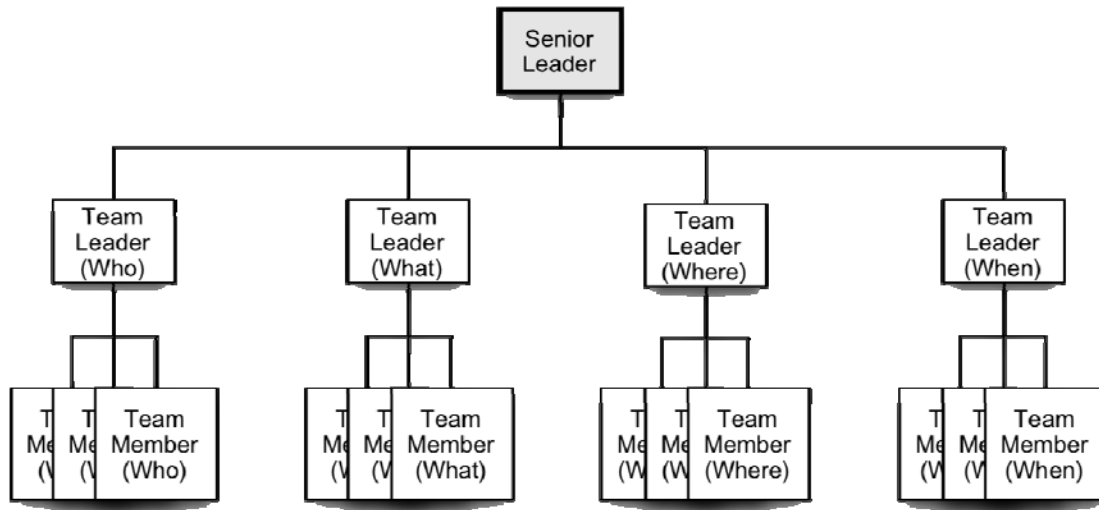 Senior
Leader
Team
Leader
(Who)
Team
Leader
(What)
Team
Leader
(Where)
Team
Leader
(When)
Team
Member
(Who)
Team
Member
(What)
Team
Member
(Where)
Team
Member
(When)